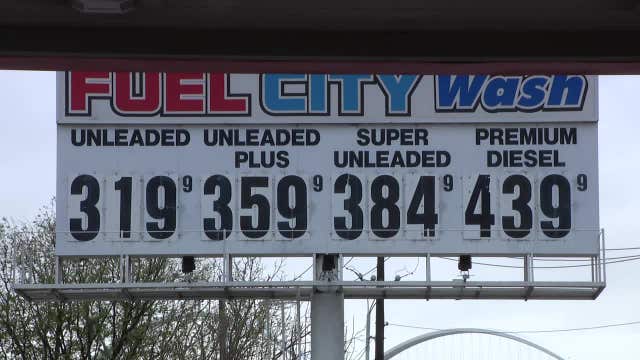 FUEL CITY Wash
UNLEADED UNLEADED PLUS SUPER UNLEADED PREMIUM DIESEL
319 9 359 9 384 9 439 9